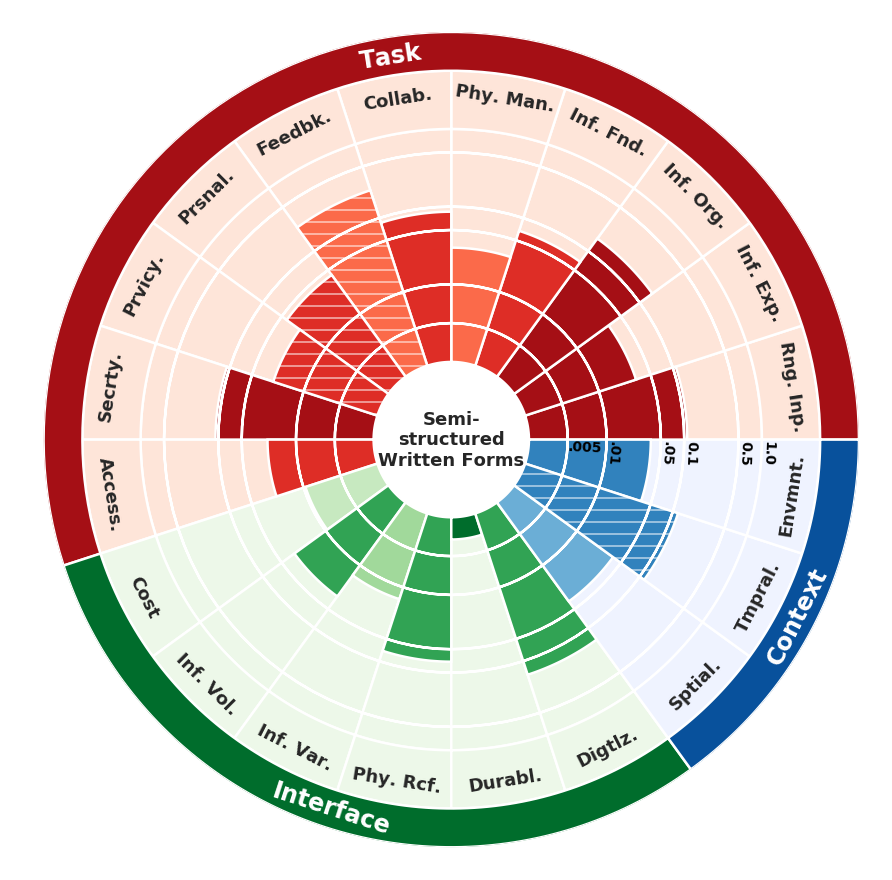 Task
Collab.
Phy. Man.
Feedbk.
Inf. Fnd.
Prsnal.
Inf. Org.
Prvicy.
Inf. Exp.
Secrty.
Rng. Inp.
Semi-
structured
Written Forms
.005
.01
.05
0.1
0.5
1.0
Access.
Envmnt.
Cost
Tmpral.
Context
Inf. Vol.
Sptial.
Inf. Var.
Digtlz.
Phy. Rcf.
Durabl.
Interface